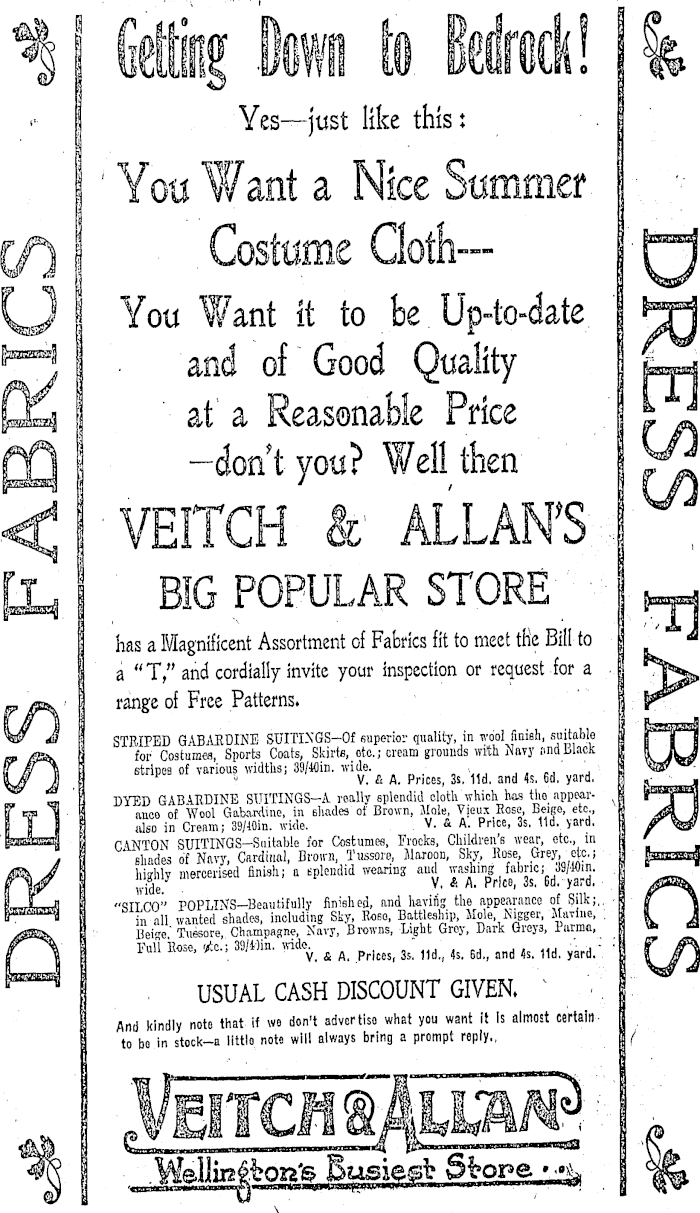 Getting Down to Bedrock!
Yes—just like this:
You Want a Nice Summer
Costume Cloth---
You Want it to be Up-to-date
and of Good Quality
at a Reasonable Price
—don't you? Well then
VEITCH & ALLAN'S
BIG POPULAR STORE
has a Magnificent Assortment of Fabrics fit to meet the Bill to
a "T," and cordially invite your inspection or request for a
range of Free Patterns.
STRIPED GABARDINE SUITINGS—Of superior quality, in wool finish, suitable
for Costumes, Sports Coats, Skirts, etc.; cream grounds with Navy and Black
stripes of various widths; 39/40in. wide.
V. & A. Prices, 3s. 11d. and 4s. 6d. yard.
DYED GABARDINE SUITINGS—A really splendid cloth which has the appear-
ance of Wool Gabardine, in shades of Brown, Mole, Vieux Rose, Beige, etc.,
also in Cream; 39/40in. wide. V. & A. Price, 3s. 11d. yard.
CANTON SUITINGS—Suitable for Costumes, Frocks, Children's wear, etc., in
shades of Navy, Cardinal, Brown, Tussore, Maroon, Sky, Rose, Grey, etc.;
highly mercerised finish; a splendid wearing and washing fabric; 39/40in.
wide. V. & A. Price, 3s. 6d. yard.
"SILCO" POPLINS—Beautifully finished, and having the appearance of Silk;
in all wanted shades, including Sky, Rose, Battleship, Mole, Nigger, Marine,
Beige, Tussore, Champagne, Navy, Browns, Light Grey, Dark Greys, Parma,
Full Rose, etc.; 39/40in. wide.
V. & A. Prices, 3s. 11d., 4s. 6d., and 4s. 11d. yard.
USUAL CASH DISCOUNT GIVEN.
And kindly note that if we don't advertise what you want it is almost certain
to be in stock—a little note will always bring a prompt reply.
VEITCH & ALLAN
Wellington's Busiest Store
DRESS FABRICS
DRESS FABRICS